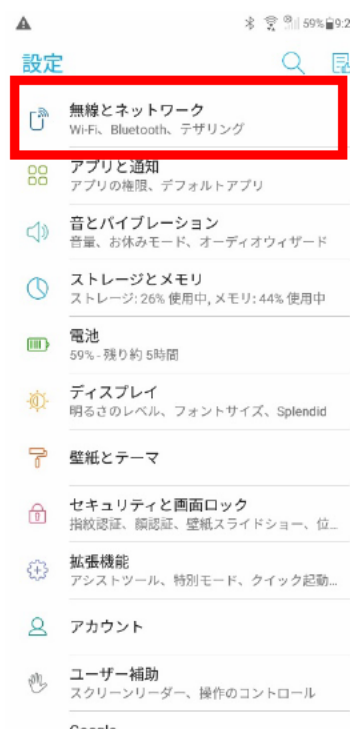 59% 9:2
設定
無線とネットワーク
Wi-Fi、Bluetooth、テザリング
アプリと通知
アプリの権限、デフォルトアプリ
音とバイブレーション
音量、お休みモード、オーディオウィザード
ストレージとメモリ
ストレージ: 26% 使用中, メモリ: 44% 使用中
電池
59% - 残り約 5時間
ディスプレイ
明るさのレベル、フォントサイズ、Splendid
壁紙とテーマ
セキュリティと画面ロック
指紋認証、顔認証、壁紙スライドショー、位...
拡張機能
アシストツール、特別モード、クイック起動...
アカウント
ユーザー補助
スクリーンリーダー、操作のコントロール
Google